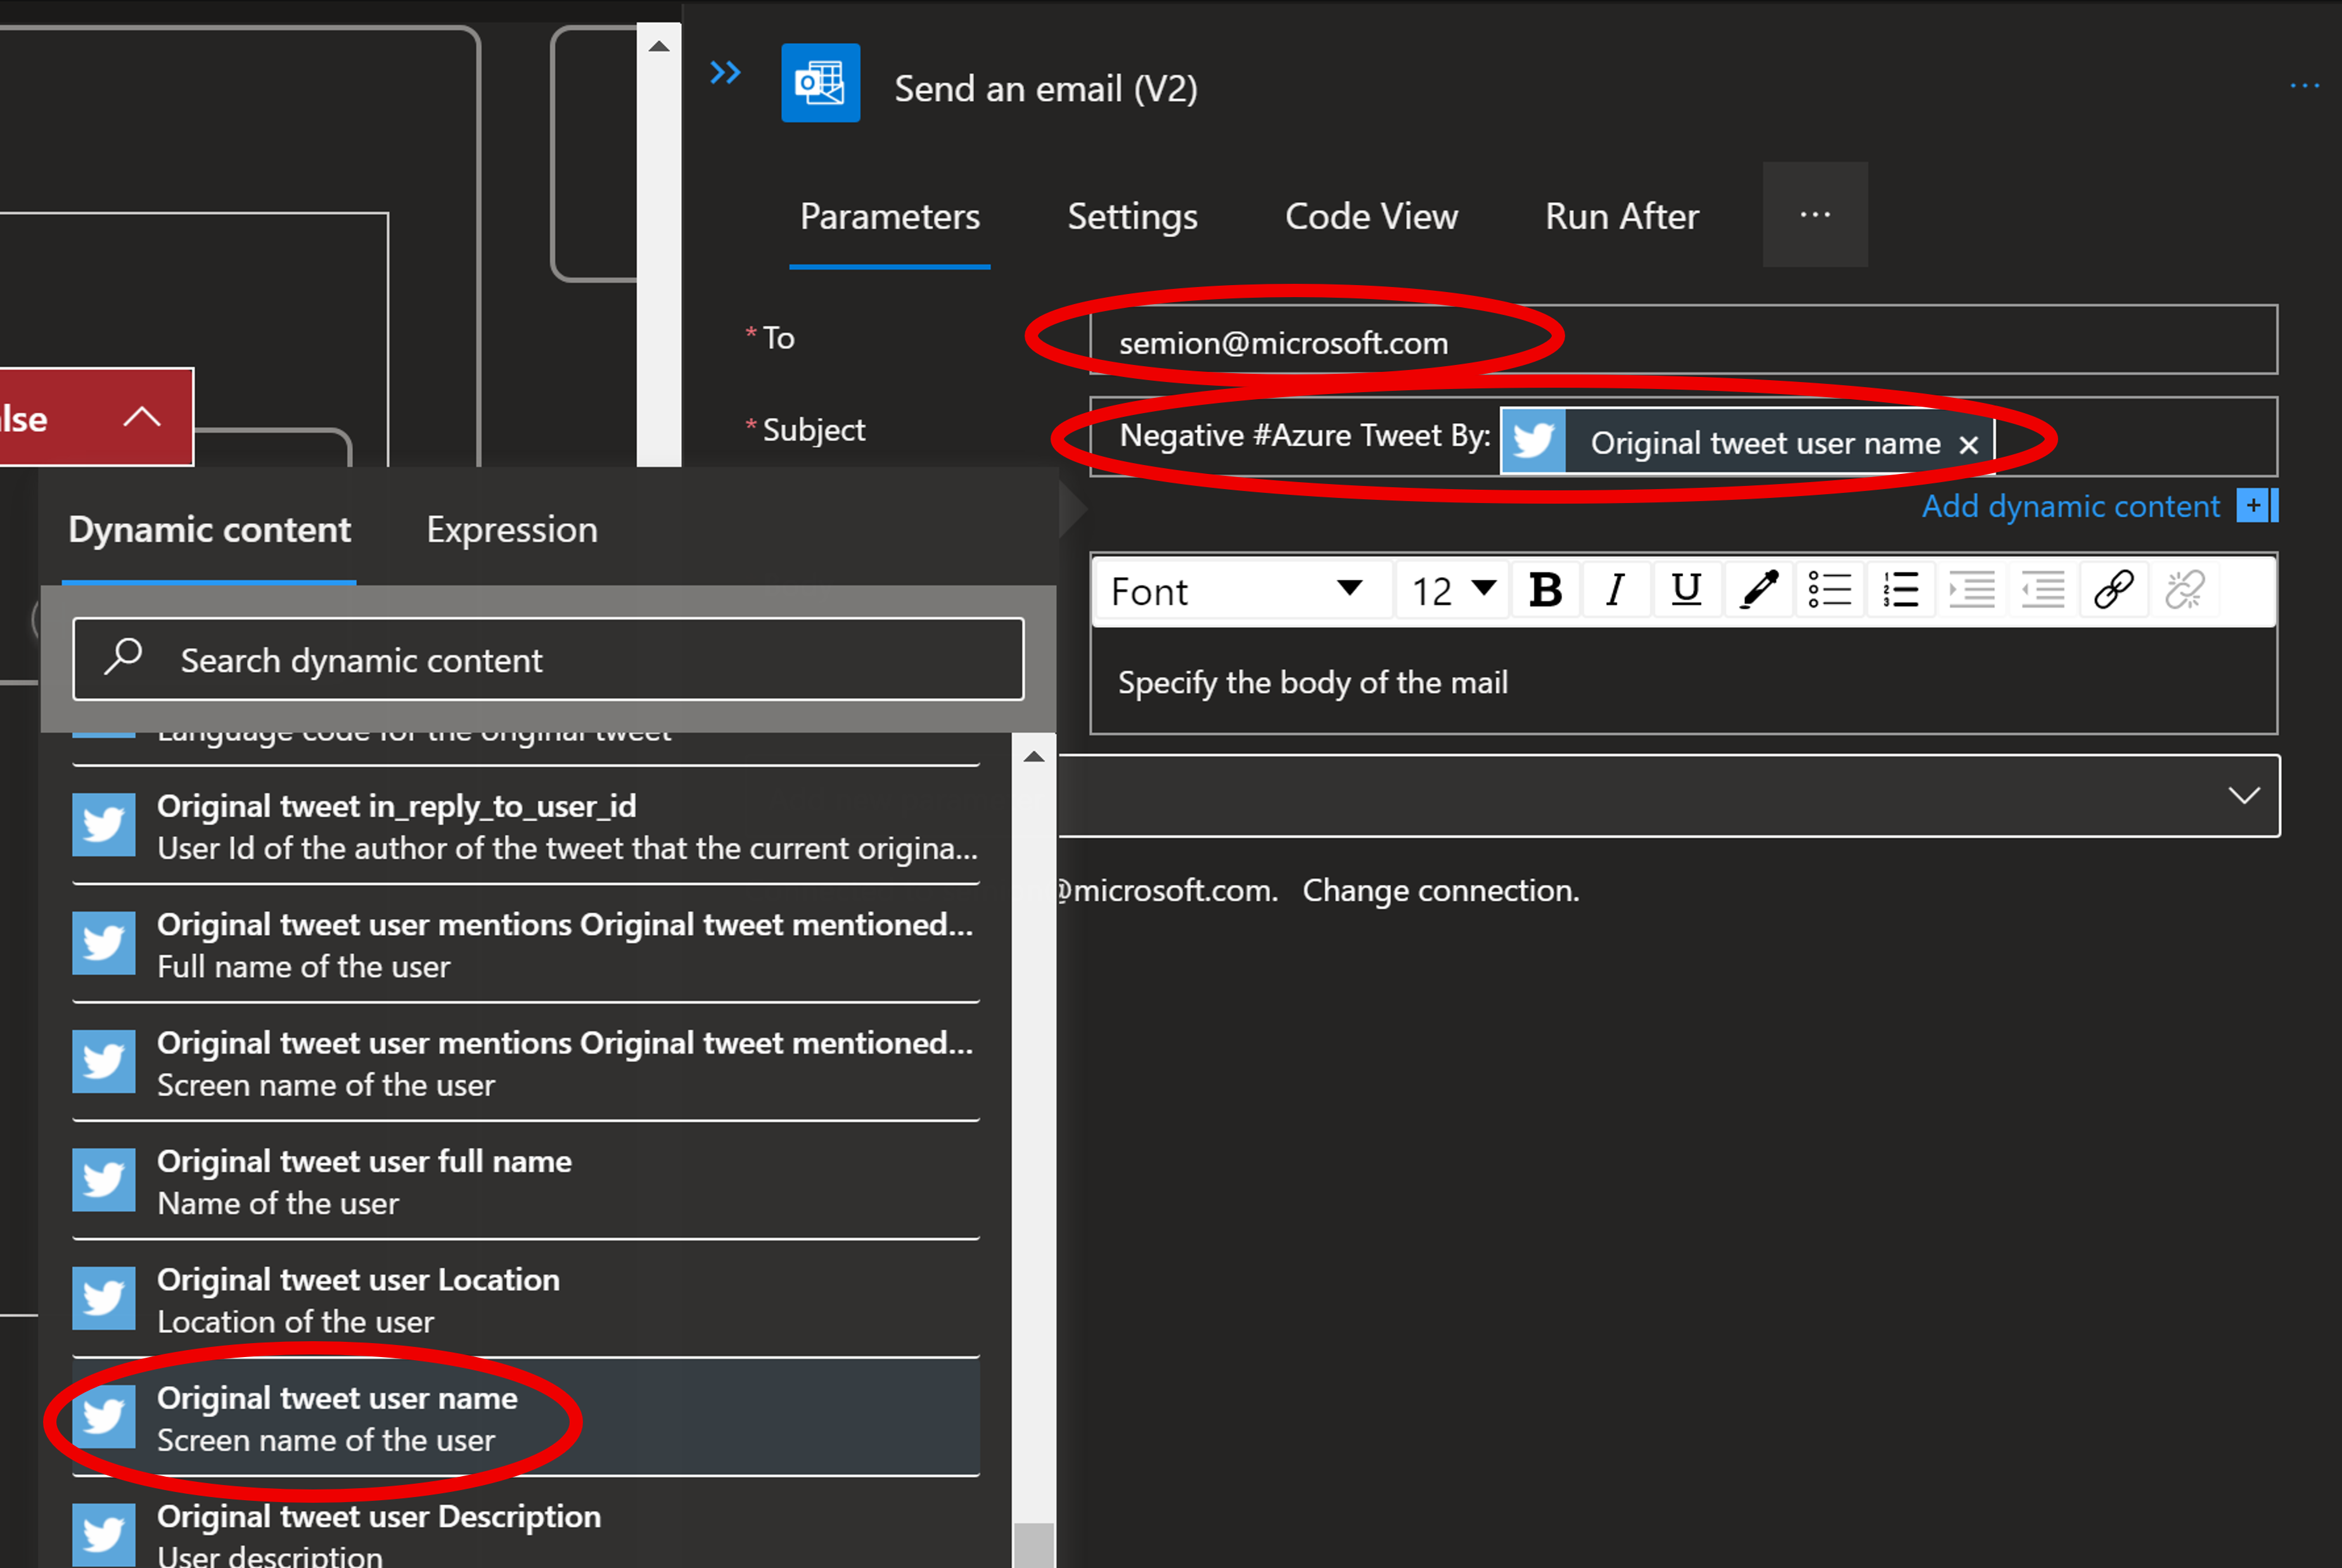 Send an email (V2)
...
Parameters Settings Code View Run After ...
* To semion@microsoft.com
* Subject Negative #Azure Tweet By: Original tweet user name ×
Add dynamic content
Font 12 B I U
Specify the body of the mail
@microsoft.com. Change connection.
lse
Dynamic content Expression
Search dynamic content
Language code for the original tweet
Original tweet in_reply_to_user_id
User Id of the author of the tweet that the current origina...
Original tweet user mentions Original tweet mentioned...
Full name of the user
Original tweet user mentions Original tweet mentioned...
Screen name of the user
Original tweet user full name
Name of the user
Original tweet user Location
Location of the user
Original tweet user name
Screen name of the user
Original tweet user Description
User description